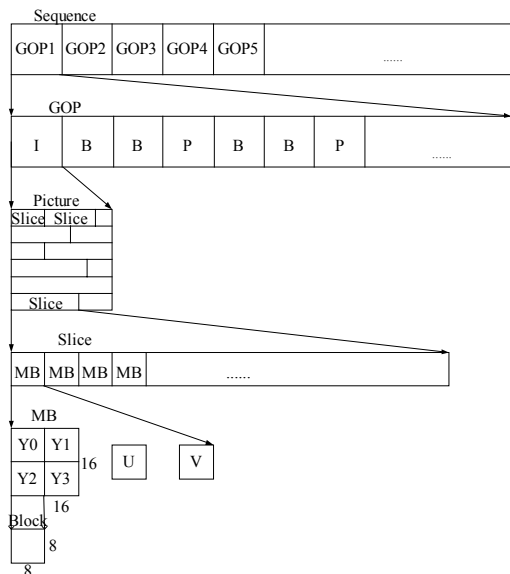 Sequence
GOP1 GOP2 GOP3 GOP4 GOP5 ......
GOP
I B B P B B P ......
Picture
Slice Slice
Slice
Slice
MB MB MB MB ......
MB
Y0 Y1
16 U V
Y2 Y3
16
Block
8
8